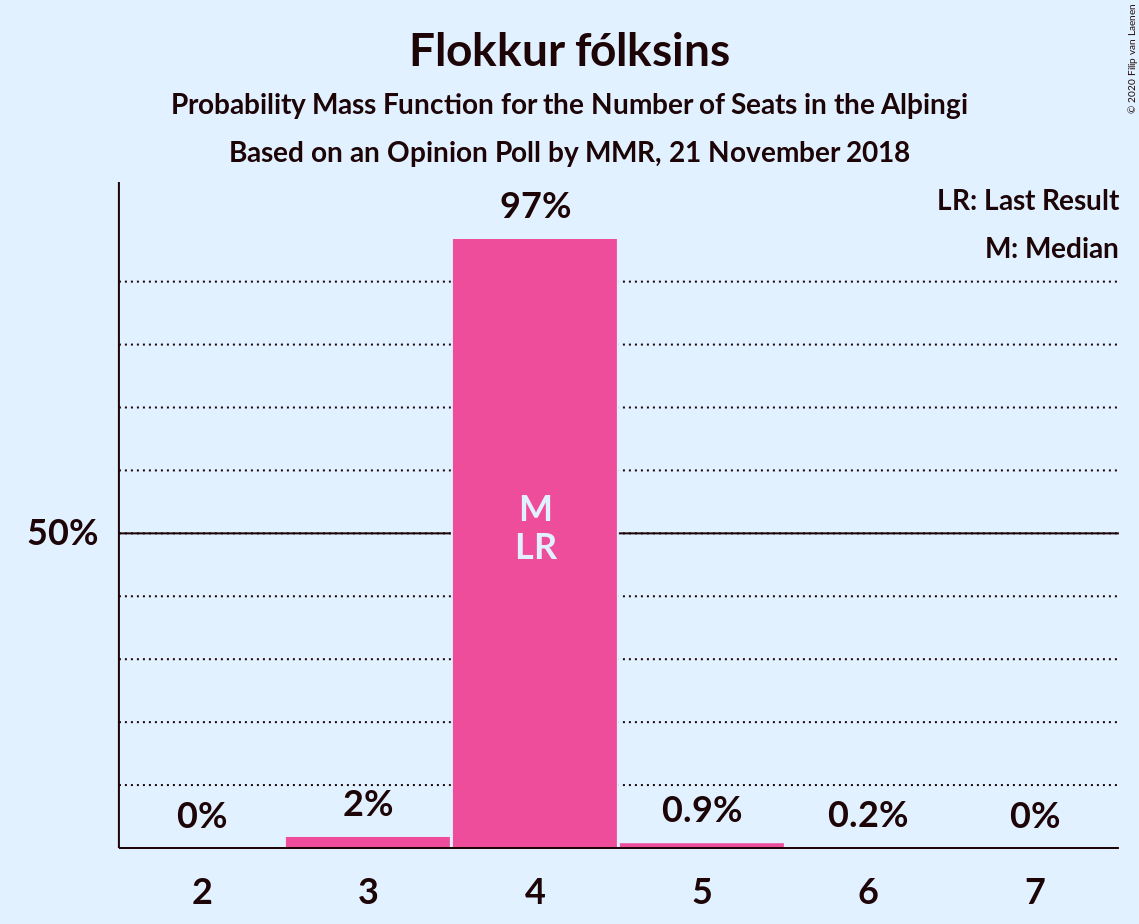 Flokkur fólksins
Probability Mass Function for the Number of Seats in the Alþingi
Based on an Opinion Poll by MMR, 21 November 2018
© 2020 Filip van Laenen
LR: Last Result
M: Median
97%
M
LR
50%
0%
2%
0.9%
0.2%
0%
2
3
4
5
6
7